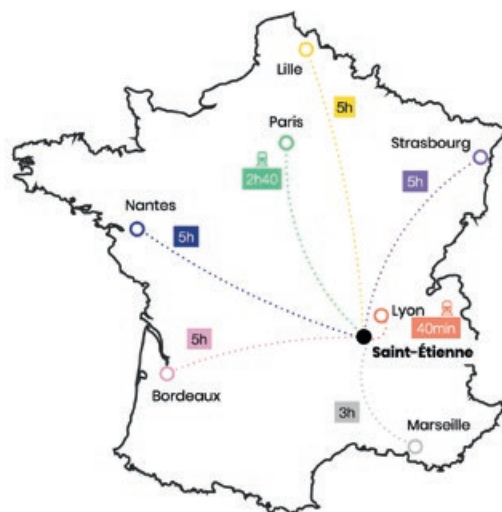 Lille
5h
Paris
2h40
Strasbourg
5h
Nantes
5h
Lyon
40min
Saint-Étienne
5h
Bordeaux
3h
Marseille